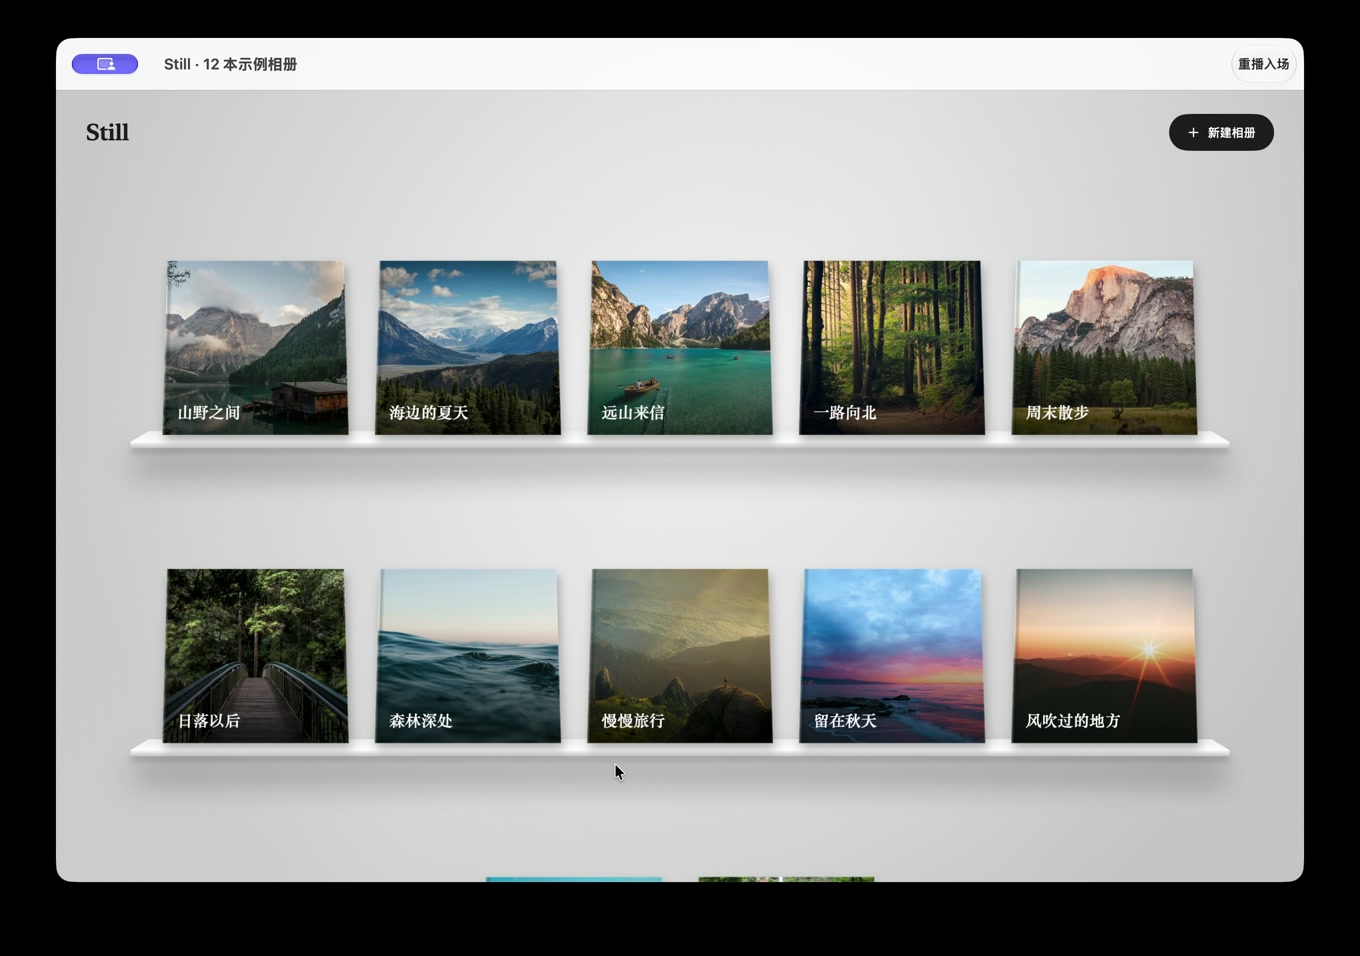 Still · 12 本示例相册
重播入场
Still
+ 新建相册
山野之间
海边的夏天
远山来信
一路向北
周末散步
日落以后
森林深处
慢慢旅行
留在秋天
风吹过的地方